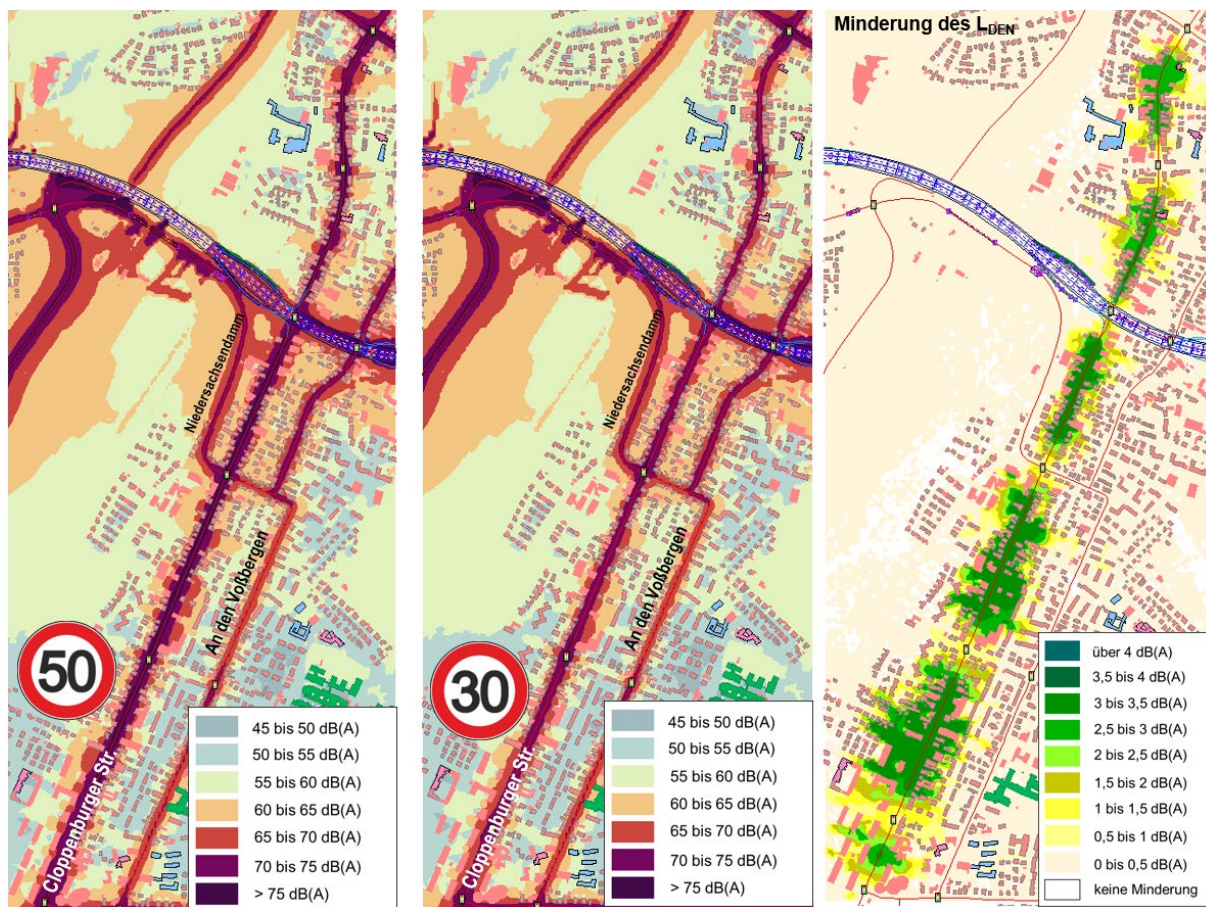 Niedersachsendamm
An den Voßbergen
50
Cloppenburger Str.
45 bis 50 dB(A)
50 bis 55 dB(A)
55 bis 60 dB(A)
60 bis 65 dB(A)
65 bis 70 dB(A)
70 bis 75 dB(A)
> 75 dB(A)
Niedersachsendamm
An den Voßbergen
30
Cloppenburger Str.
45 bis 50 dB(A)
50 bis 55 dB(A)
55 bis 60 dB(A)
60 bis 65 dB(A)
65 bis 70 dB(A)
70 bis 75 dB(A)
> 75 dB(A)
Minderung des LDEN
über 4 dB(A)
3,5 bis 4 dB(A)
3 bis 3,5 dB(A)
2,5 bis 3 dB(A)
2 bis 2,5 dB(A)
1,5 bis 2 dB(A)
1 bis 1,5 dB(A)
0,5 bis 1 dB(A)
0 bis 0,5 dB(A)
keine Minderung